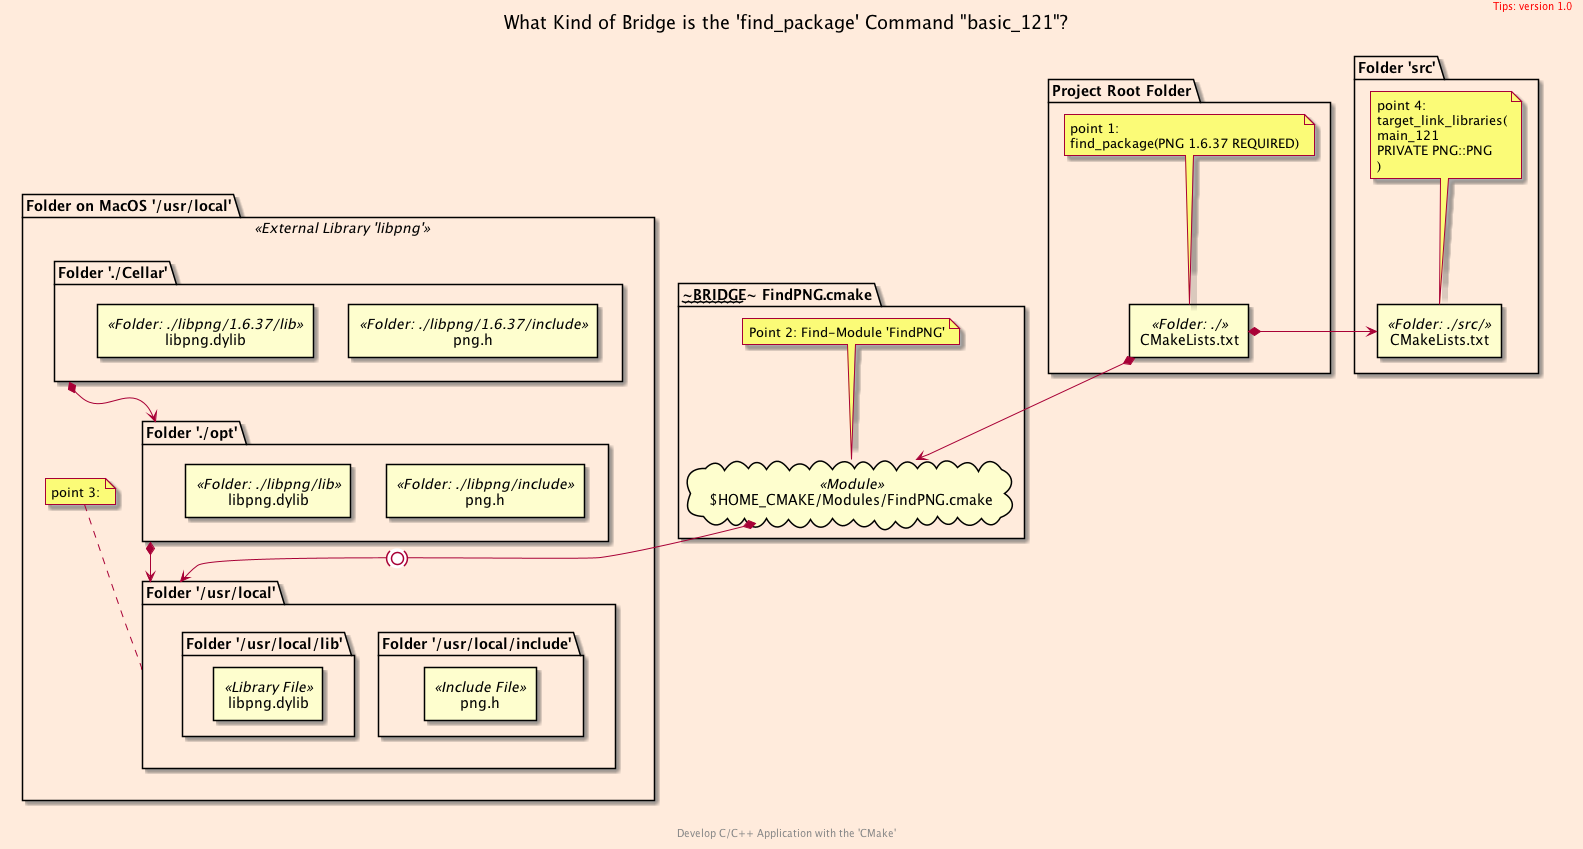 Tips: version 1.0
What Kind of Bridge is the 'find_package' Command "basic_121"?
Folder 'src'
point 4:
target_link_libraries(
main_121
PRIVATE PNG::PNG
)
«Folder: ./src/»
CMakeLists.txt
Project Root Folder
point 1:
find_package(PNG 1.6.37 REQUIRED)
«Folder: ./»
CMakeLists.txt
~BRIDGE~ FindPNG.cmake
Point 2: Find-Module 'FindPNG'
«Module»
$HOME_CMAKE/Modules/FindPNG.cmake
Folder on MacOS '/usr/local'
«External Library 'libpng'»
Folder './Cellar'
«Folder: ./libpng/1.6.37/lib»
libpng.dylib
«Folder: ./libpng/1.6.37/include»
png.h
Folder './opt'
«Folder: ./libpng/lib»
libpng.dylib
«Folder: ./libpng/include»
png.h
point 3:
Folder '/usr/local'
Folder '/usr/local/lib'
«Library File»
libpng.dylib
Folder '/usr/local/include'
«Include File»
png.h
Develop C/C++ Application with the 'CMake'